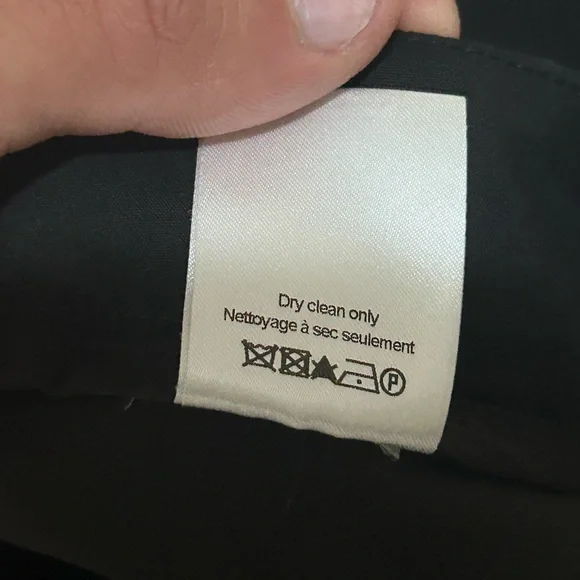 Dry clean only
Nettoyage à sec seulement
P